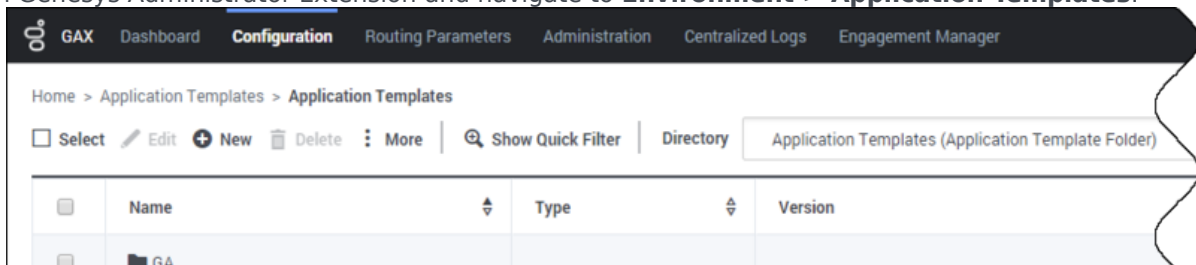 Genesys Administrator Extension and navigate to Environment > Application Templates.
GAX Dashboard Configuration Routing Parameters Administration Centralized Logs Engagement Manager
Home > Application Templates > Application Templates
Select Edit New Delete More Show Quick Filter Directory Application Templates (Application Template Folder)
Name Type Version
GA